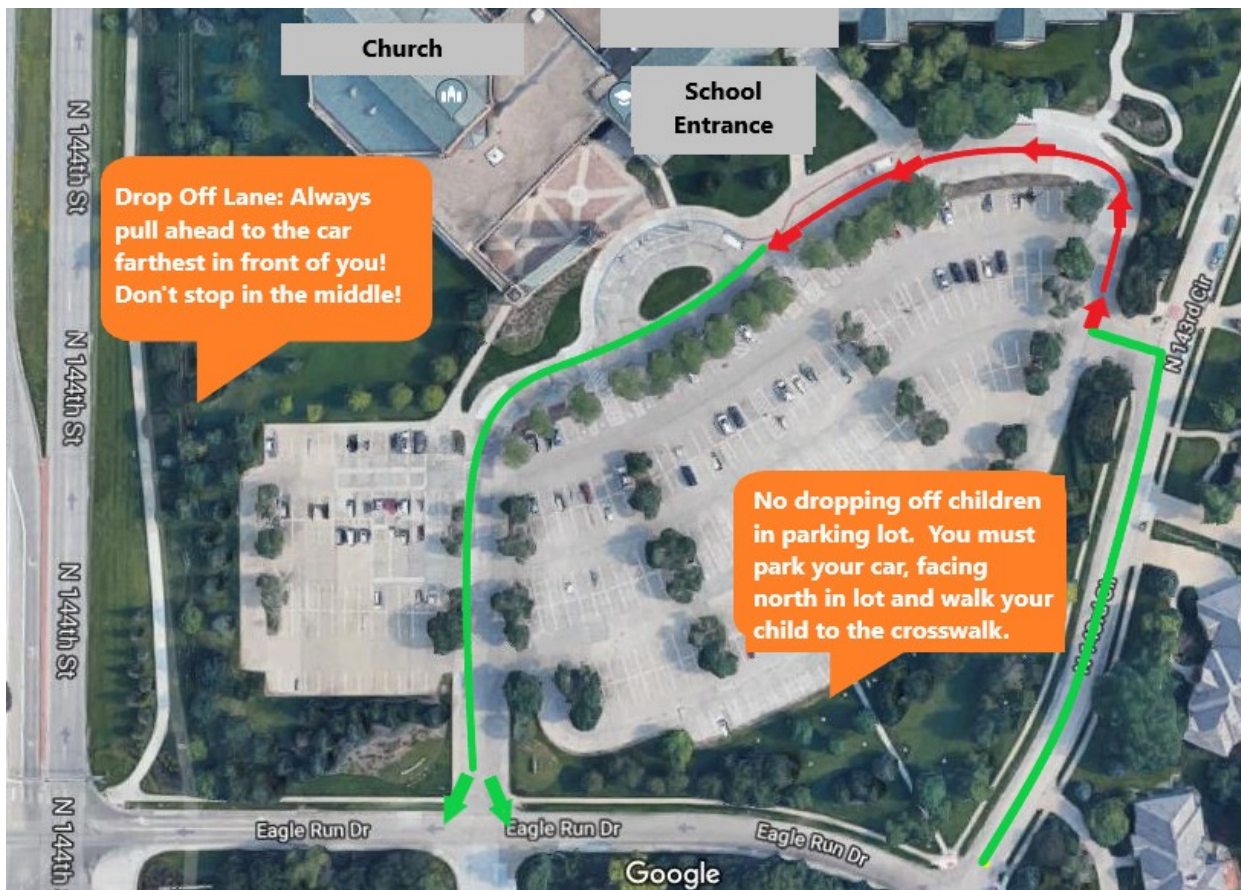 Church
School
Entrance
N 144th St
Drop Off Lane: Always
pull ahead to the car
farthest in front of you!
Don't stop in the middle!
N 143rd Cir
N 144th St
No dropping off children
in parking lot.  You must
park your car, facing
north in lot and walk your
child to the crosswalk.
N 144th St
N 143rd Cir
N 144th
Eagle Run Dr
Eagle Run Dr
Eagle Run Dr
Google